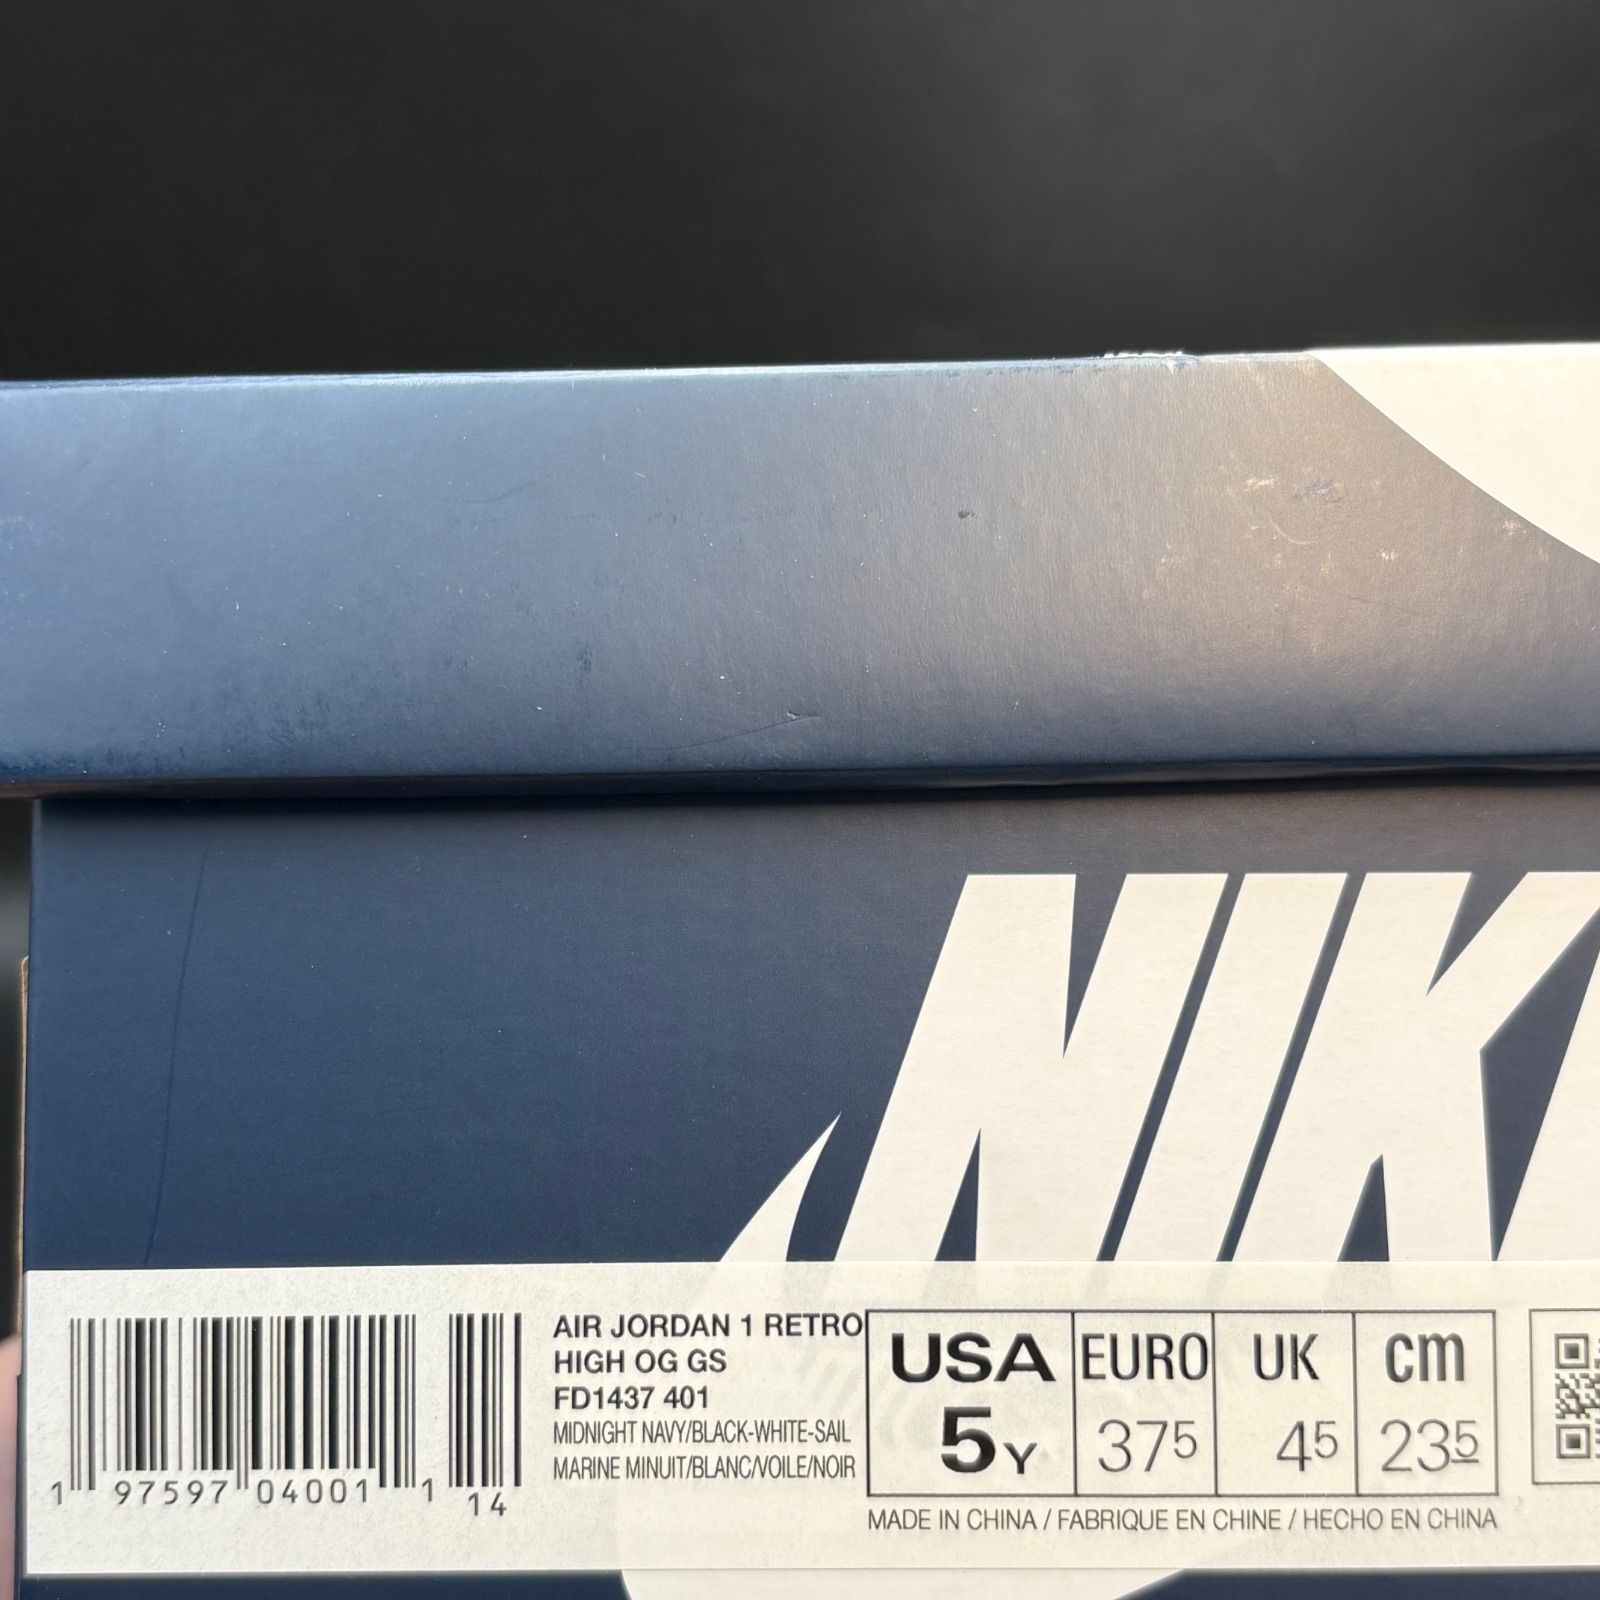 NIKE
AIR JORDAN 1 RETRO
HIGH OG GS
FD1437 401
MIDNIGHT NAVY/BLACK-WHITE-SAIL
MARINE MINUIT/BLANC/VOILE/NOIR
1 97597 04001 1 14
USA EURO UK cm
5Y 375 45 235
MADE IN CHINA / FABRIQUE EN CHINE / HECHO EN CHINA